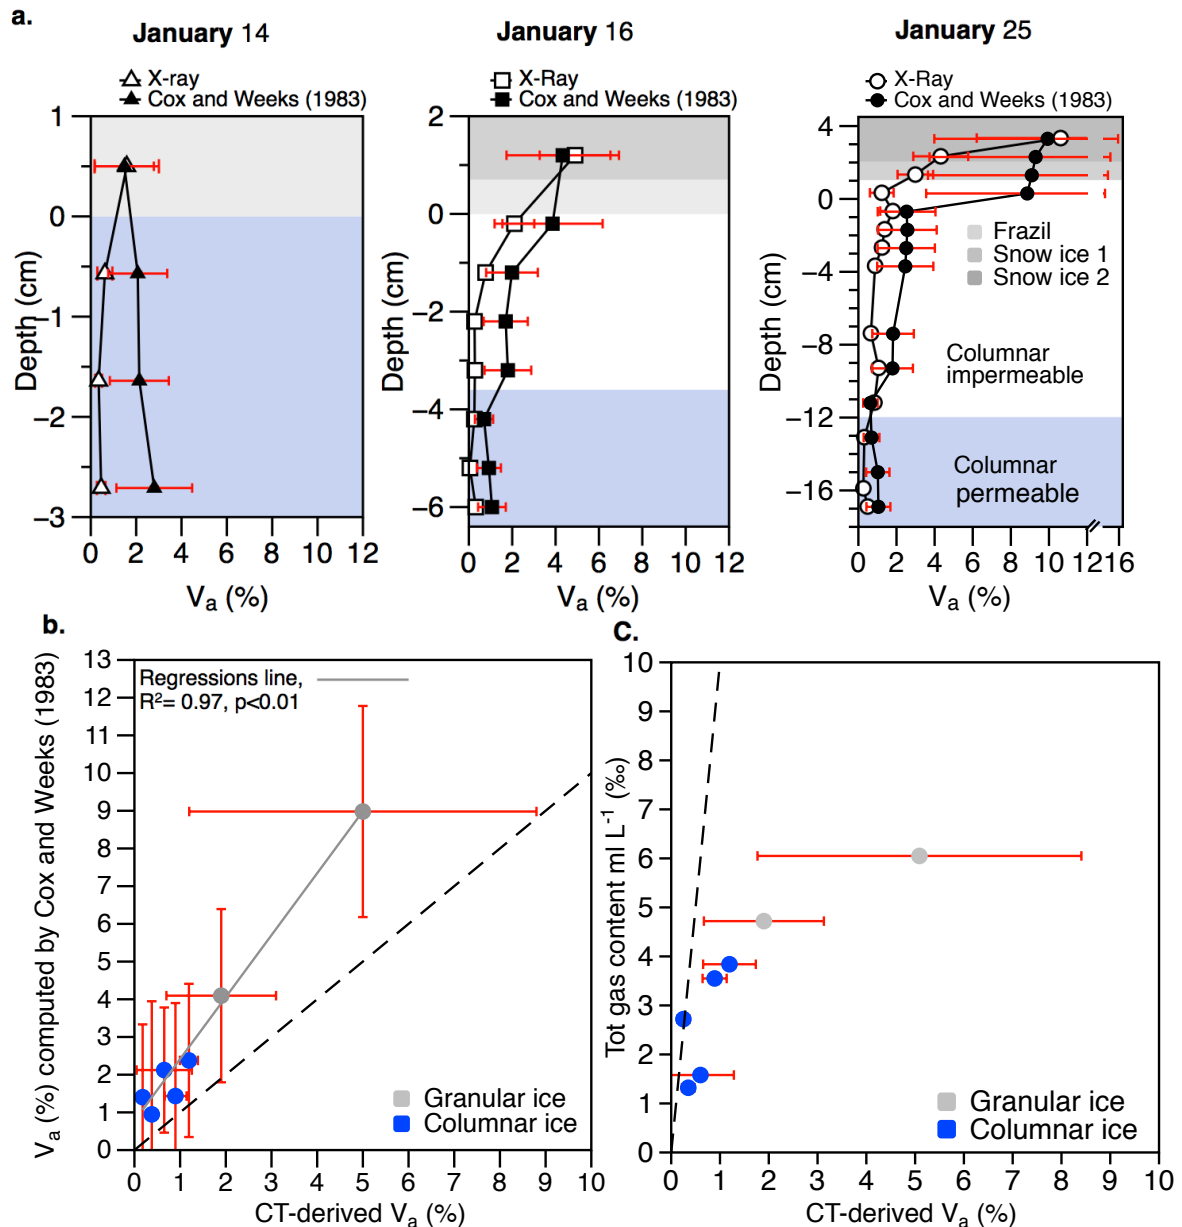 a.
January 14
X-ray
Cox and Weeks (1983)
1
0
−1
−2
−3
Depth (cm)
0 2 4 6 8 10 12
Va (%)
January 16
X-Ray
Cox and Weeks (1983)
2
0
−2
−4
−6
Depth (cm)
0 2 4 6 8 10 12
Va (%)
January 25
X-Ray
Cox and Weeks (1983)
4
0
−4
−8
−12
−16
Depth (cm)
Frazil
Snow ice 1
Snow ice 2
Columnar
impermeable
Columnar
permeable
0 2 4 6 8 10 12 16
Va (%)
b.
13
12
11
10
9
8
7
6
5
4
3
2
1
0
Va (%) computed by Cox and Weeks (1983)
Regressions line,
R²= 0.97, p<0.01
Granular ice
Columnar ice
0 1 2 3 4 5 6 7 8 9 10
CT-derived Va (%)
C.
10
9
8
7
6
5
4
3
2
1
0
Tot gas content ml L⁻¹ (‰)
Granular ice
Columnar ice
0 1 2 3 4 5 6 7 8 9 10
CT-derived Va (%)